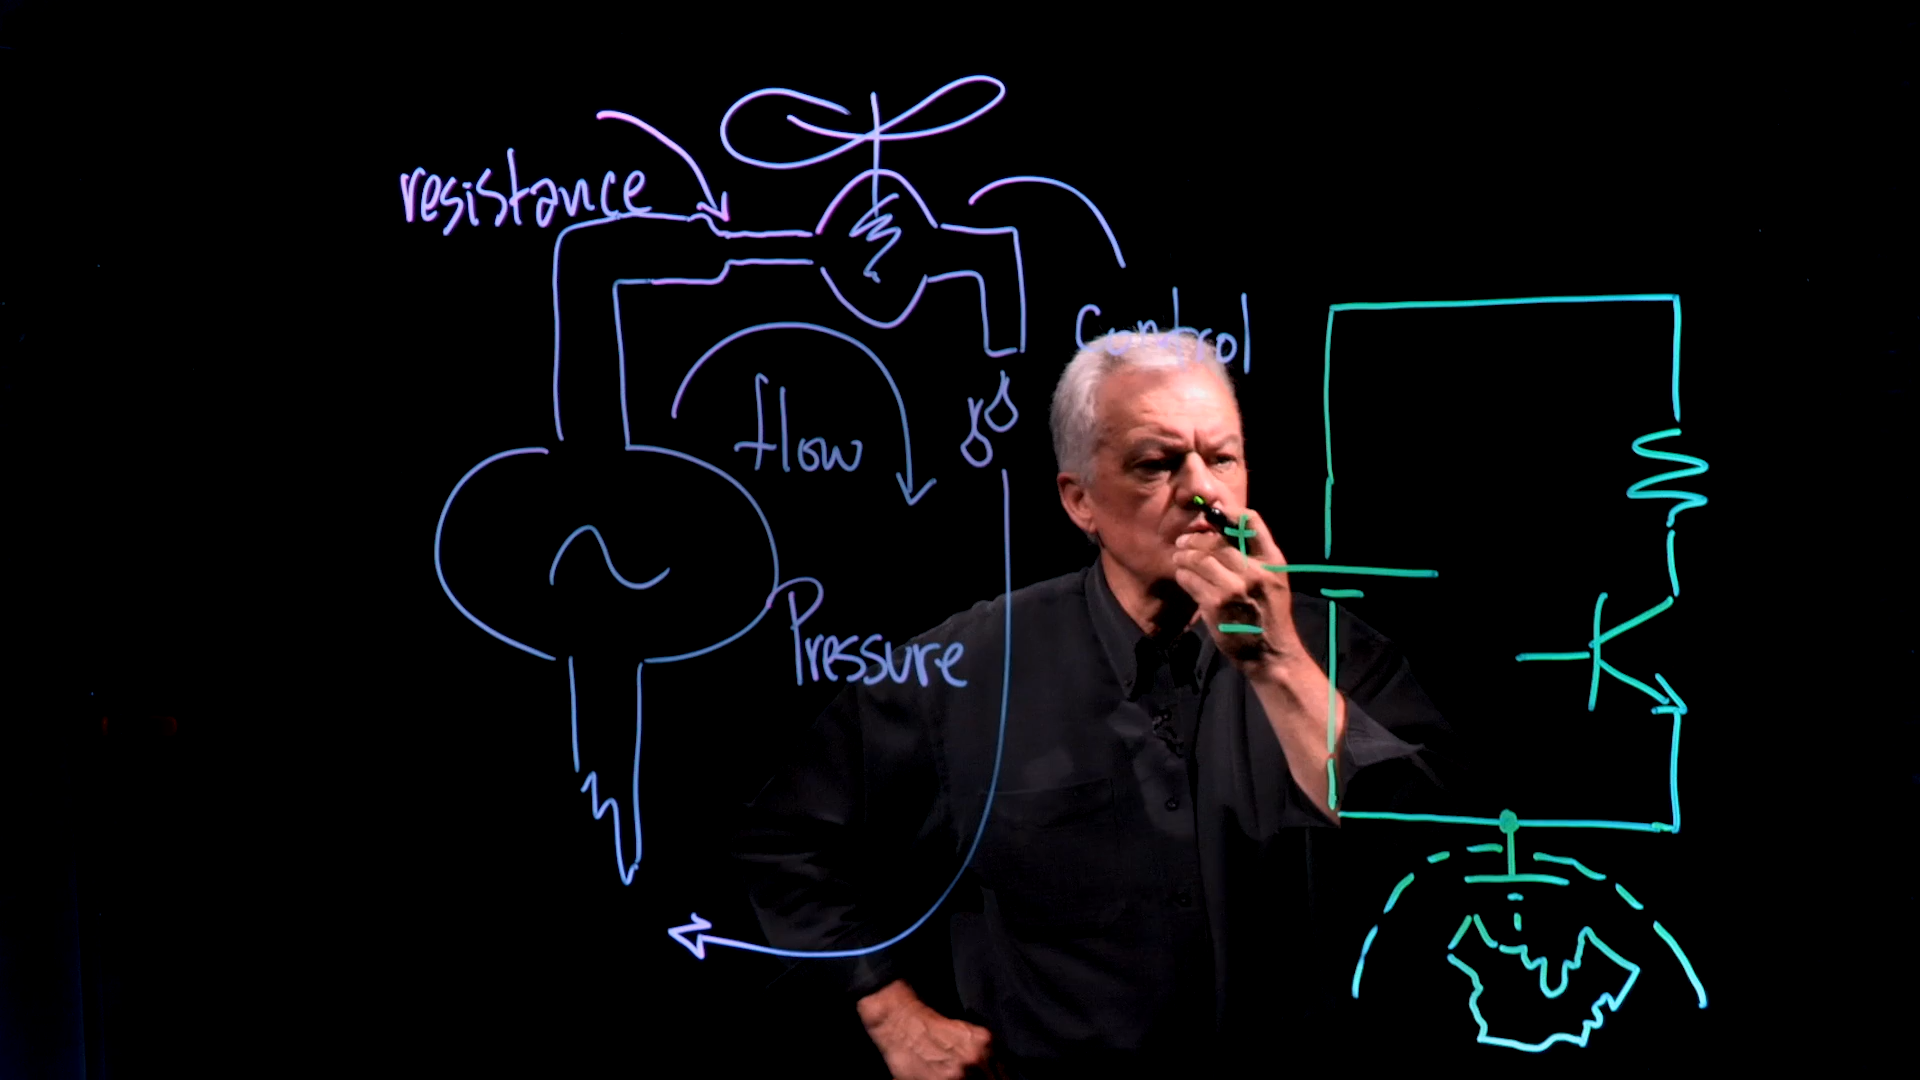 resistance
control
flow
+
Pressure
-